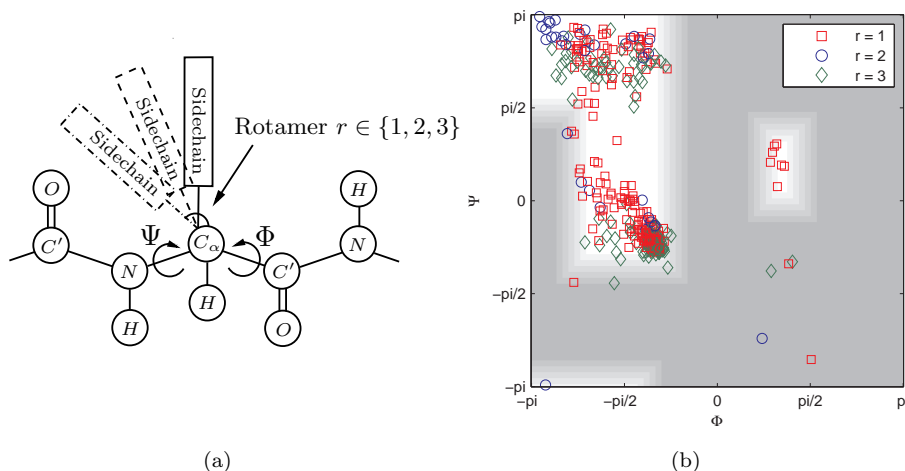 Sidechain
Sidechain
Sidechain
Rotamer r ∈ {1, 2, 3}
O
H
Ψ
Φ
C′
Cα
N
N
C′
H
H
O
(a)
pi
pi/2
0
−pi/2
−pi
Ψ
r = 1
r = 2
r = 3
−pi
−pi/2
0
pi/2
p
Φ
(b)